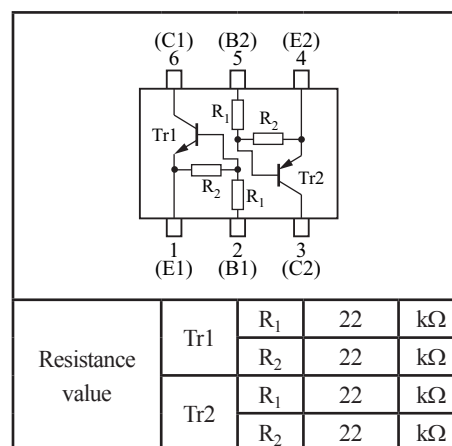 (C1) (B2) (E2)
6 5 4
R1
R2
Tr1
Tr2
R2
R1
1 2 3
(E1) (B1) (C2)
Resistance value
Tr1 R1 22 kΩ
R2 22 kΩ
Tr2 R1 22 kΩ
R2 22 kΩ